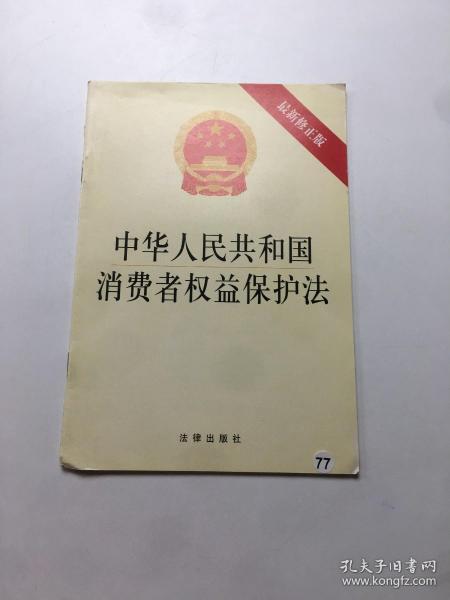 最新修正版
中华人民共和国
消费者权益保护法
法律出版社
77
孔夫子旧书网
www.kongfz.com